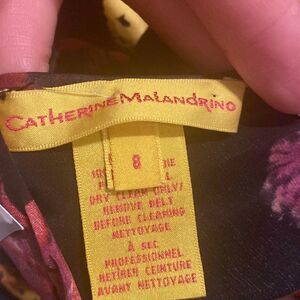 CATHERINE MALANDRINO
8
DRY CLEAN ONLY/
REMOVE BELT
BEFORE CLEANING
NETTOYAGE
A SEC
PROFESSIONNEL
RETIRER CEINTURE
AVANT NETTOYAGE